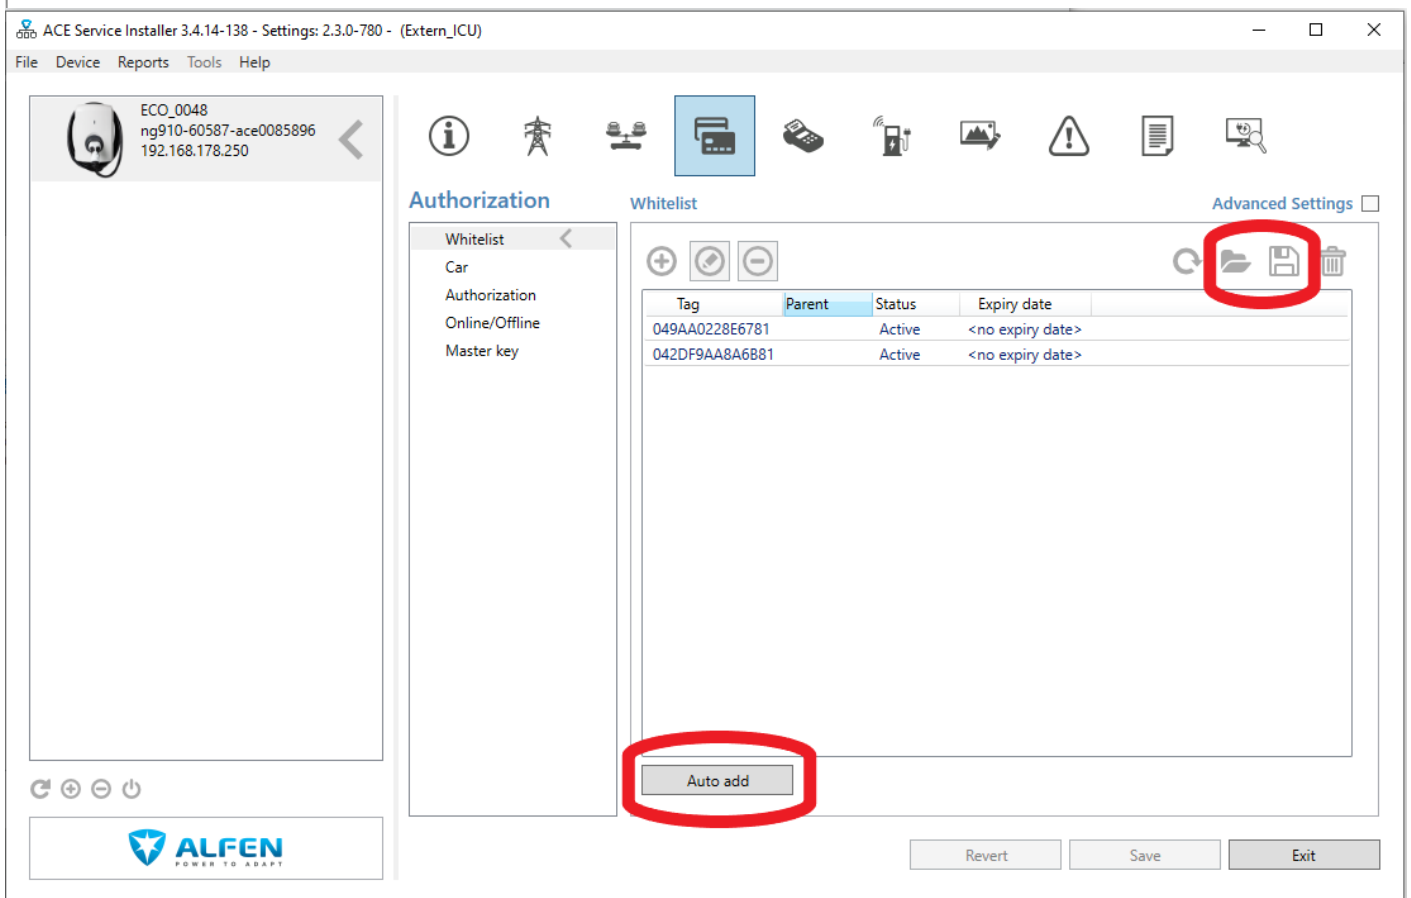 ACE Service Installer 3.4.14-138 - Settings: 2.3.0-780 - (Extern_ICU)
File Device Reports Tools Help
ECO_0048
ng910-60587-ace0085896
192.168.178.250
Authorization
Whitelist
Car
Authorization
Online/Offline
Master key
Whitelist
Advanced Settings
Tag Parent Status Expiry date
049AA0228E6781 Active <no expiry date>
042DF9AA8A6B81 Active <no expiry date>
Auto add
ALFEN
POWER TO ADAPT
Revert Save Exit